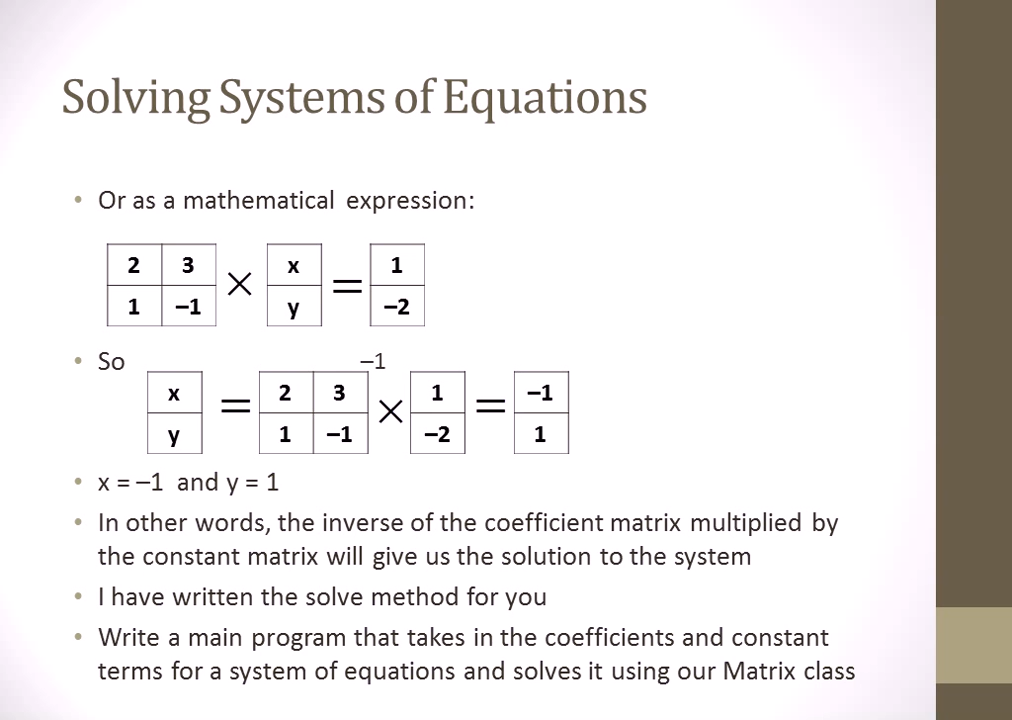 Solving Systems of Equations
• Or as a mathematical expression:
2 3 x 1
× =
1 –1 y –2
• So –1
x 2 3 1 –1
= × =
y 1 –1 –2 1
• x = –1 and y = 1
• In other words, the inverse of the coefficient matrix multiplied by
the constant matrix will give us the solution to the system
• I have written the solve method for you
• Write a main program that takes in the coefficients and constant
terms for a system of equations and solves it using our Matrix class